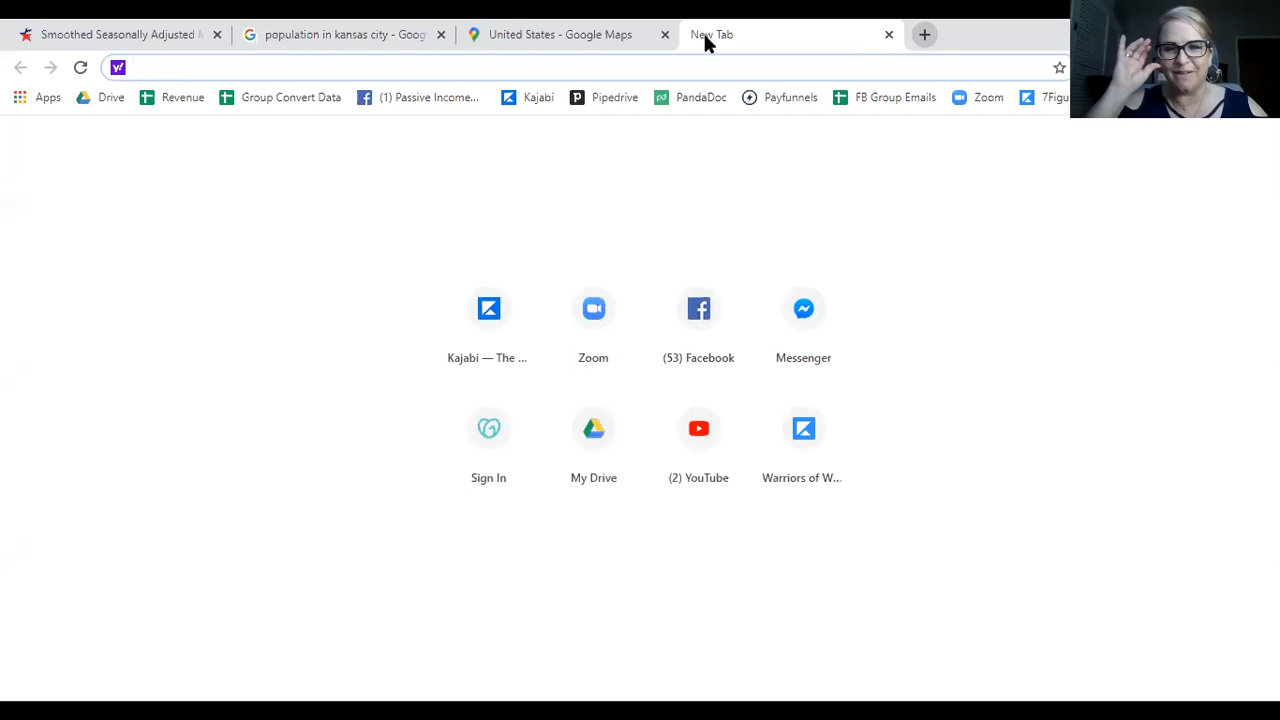 Smoothed Seasonally Adjusted
population in kansas city - Goog
United States - Google Maps
New Tab
y!
Apps
Drive
Revenue
Group Convert Data
(1) Passive Income...
Kajabi
Pipedrive
PandaDoc
Payfunnels
FB Group Emails
Zoom
7Figu
Kajabi — The ...
Zoom
(53) Facebook
Messenger
Sign In
My Drive
(2) YouTube
Warriors of W...